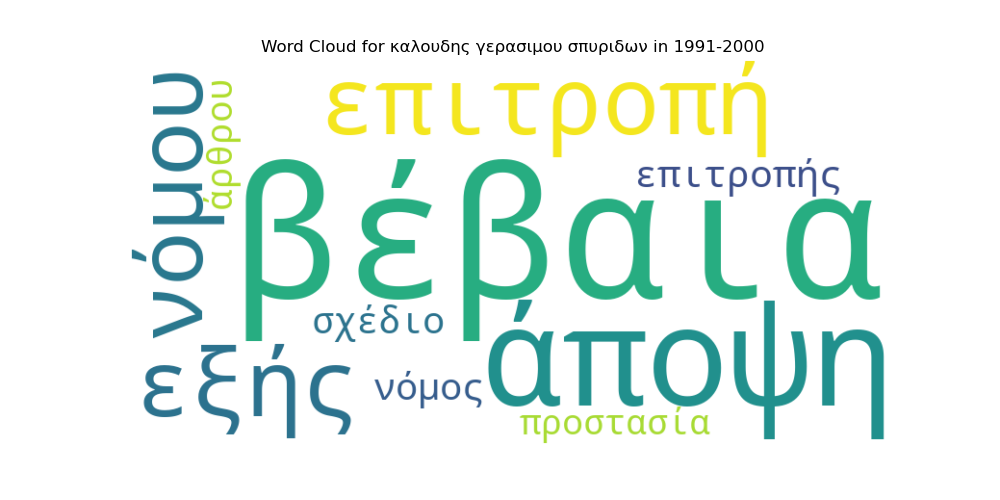 Word Cloud for καλουδης γερασιμου σπυριδων in 1991-2000
επιτροπή
νόμου
άρθρου
επιτροπής
βέβαια
σχέδιο
άποψη
εξής
νόμος
προστασία